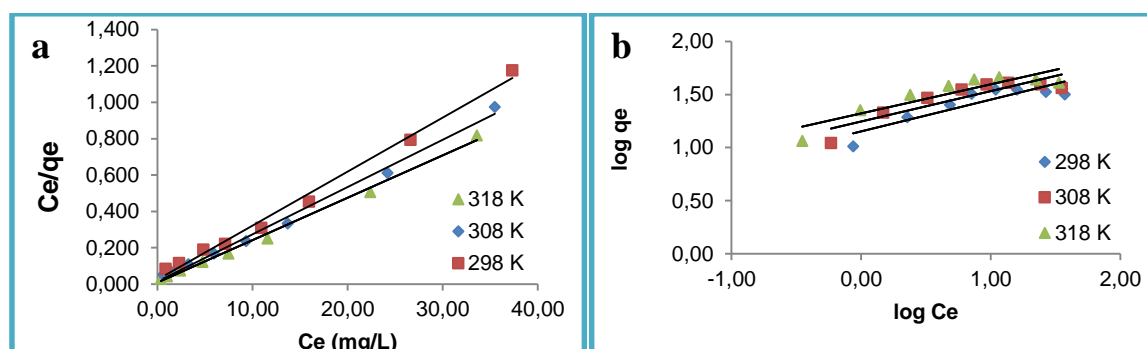 a
1,400
1,200
1,000
0,800
0,600
0,400
0,200
0,000
Ce/qe
318 K
308 K
298 K
0,00 10,00 20,00 30,00 40,00
Ce (mg/L)
b
2,00
1,50
1,00
0,50
0,00
log qe
298 K
308 K
318 K
-1,00 0,00 1,00 2,00
log Ce